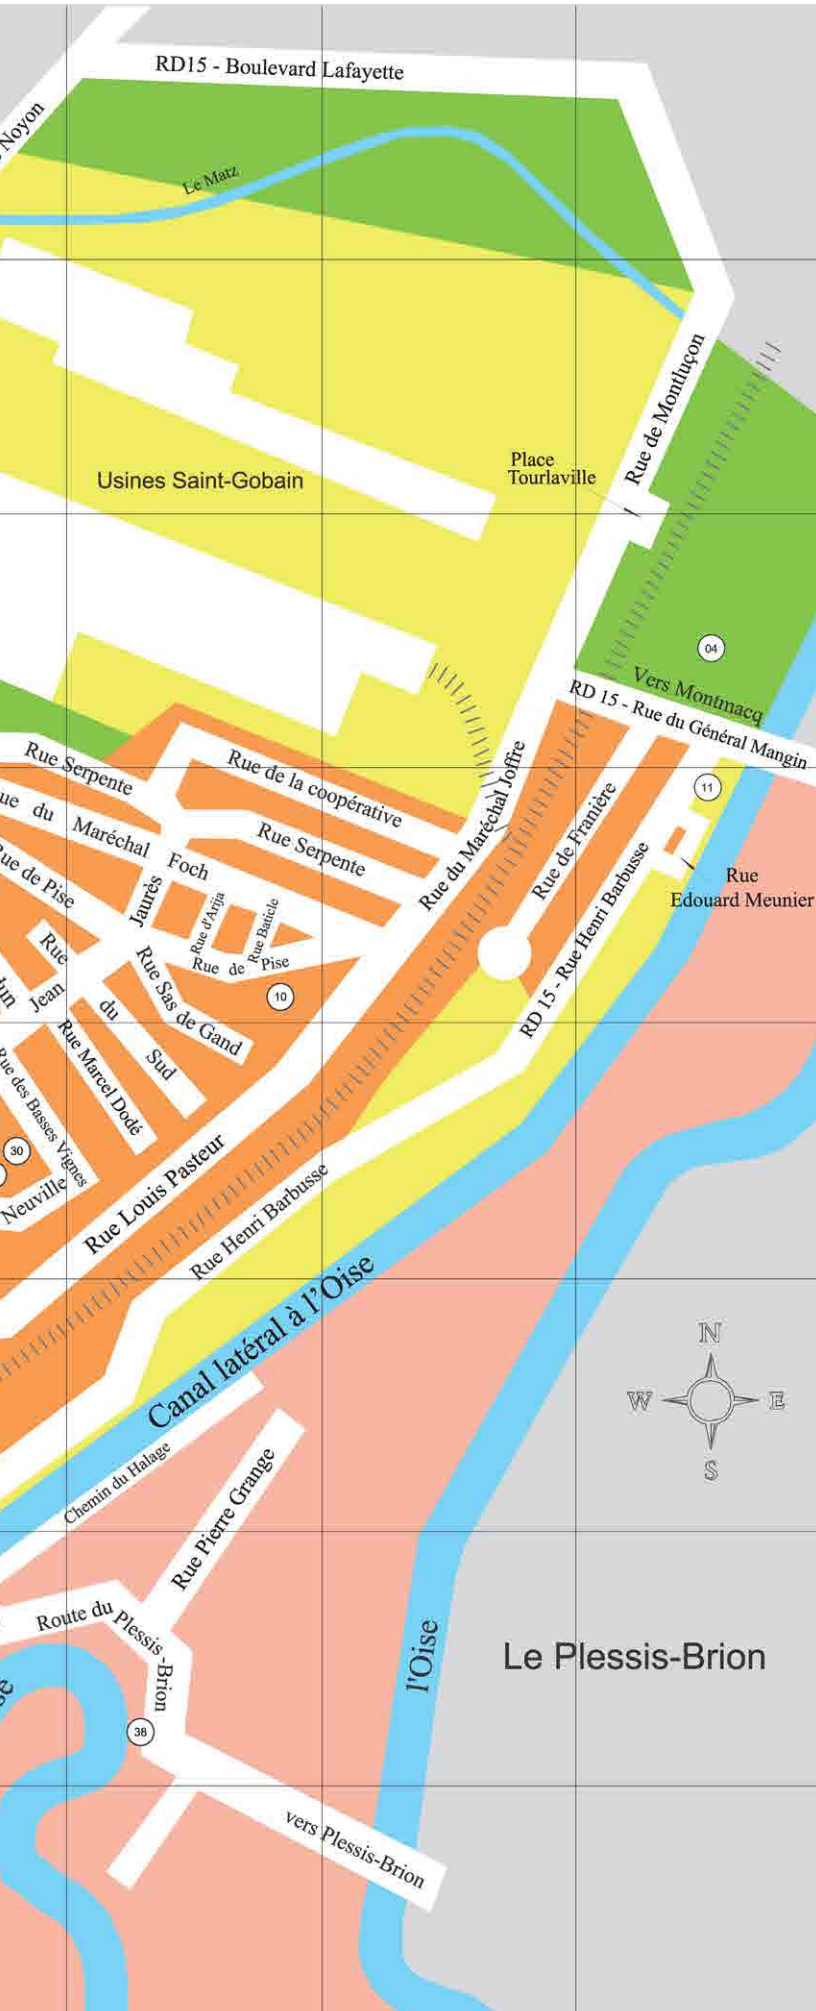 RD15 - Boulevard Lafayette
Noyon
Le Matz
Rue de Montluçon
Place
Tourlaville
Usines Saint-Gobain
04
Vers Montmacq
RD 15 - Rue du Général Mangin
Rue Serpente
Rue de la coopérative
Rue du Maréchal Joffre
11
Rue de Franière
ue du Maréchal Foch
Rue Serpente
Rue de Pise
Jaurès
Rue d'Arija
Rue Baticle
RD 15 - Rue Henri Barbusse
Rue
Edouard Meunier
Rue du Sud
Rue de Pise
Rue Sas de Gand
10
Jean
un
Rue Marcel Dodé
Rue des Basses Vignes
30
Neuville
Rue Louis Pasteur
Rue Henri Barbusse
Canal latéral à l'Oise
N
W
E
S
Chemin du Halage
Rue Pierre Grange
Route du Plessis-Brion
l'Oise
Le Plessis-Brion
se
38
vers Plessis-Brion